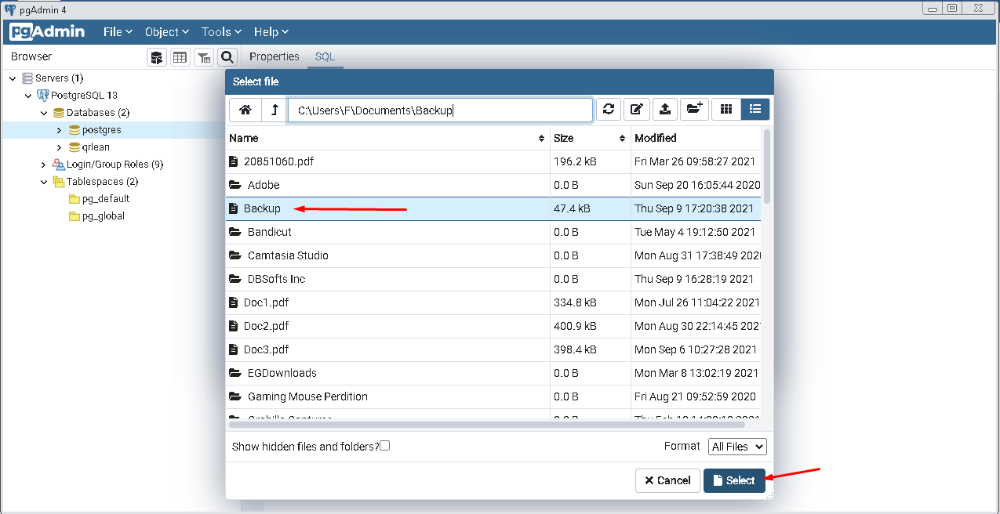 pgAdmin 4
pgAdmin File Object Tools Help
Browser
Properties SQL
Servers (1)
PostgreSQL 13
Databases (2)
postgres
qrlean
Login/Group Roles (9)
Tablespaces (2)
pg_default
pg_global
Select file
C:\Users\F\Documents\Backup
Name Size Modified
20851060.pdf 196.2 kB Fri Mar 26 09:58:27 2021
Adobe 0.0 B Sun Sep 20 16:05:44 2020
Backup 47.4 kB Thu Sep 9 17:20:38 2021
Bandicut 0.0 B Tue May 4 19:12:50 2021
Camtasia Studio 0.0 B Mon Aug 31 17:38:49 202
DBSofts Inc 0.0 B Thu Sep 9 16:28:19 2021
Doc1.pdf 334.8 kB Mon Jul 26 11:04:22 2021
Doc2.pdf 400.9 kB Mon Aug 30 22:14:45 202
Doc3.pdf 398.4 kB Mon Sep 6 10:27:28 2021
EGDownloads 0.0 B Mon Mar 8 13:02:19 2021
Gaming Mouse Perdition 0.0 B Fri Aug 21 09:52:59 2020
Show hidden files and folders?
Format All Files
Cancel Select